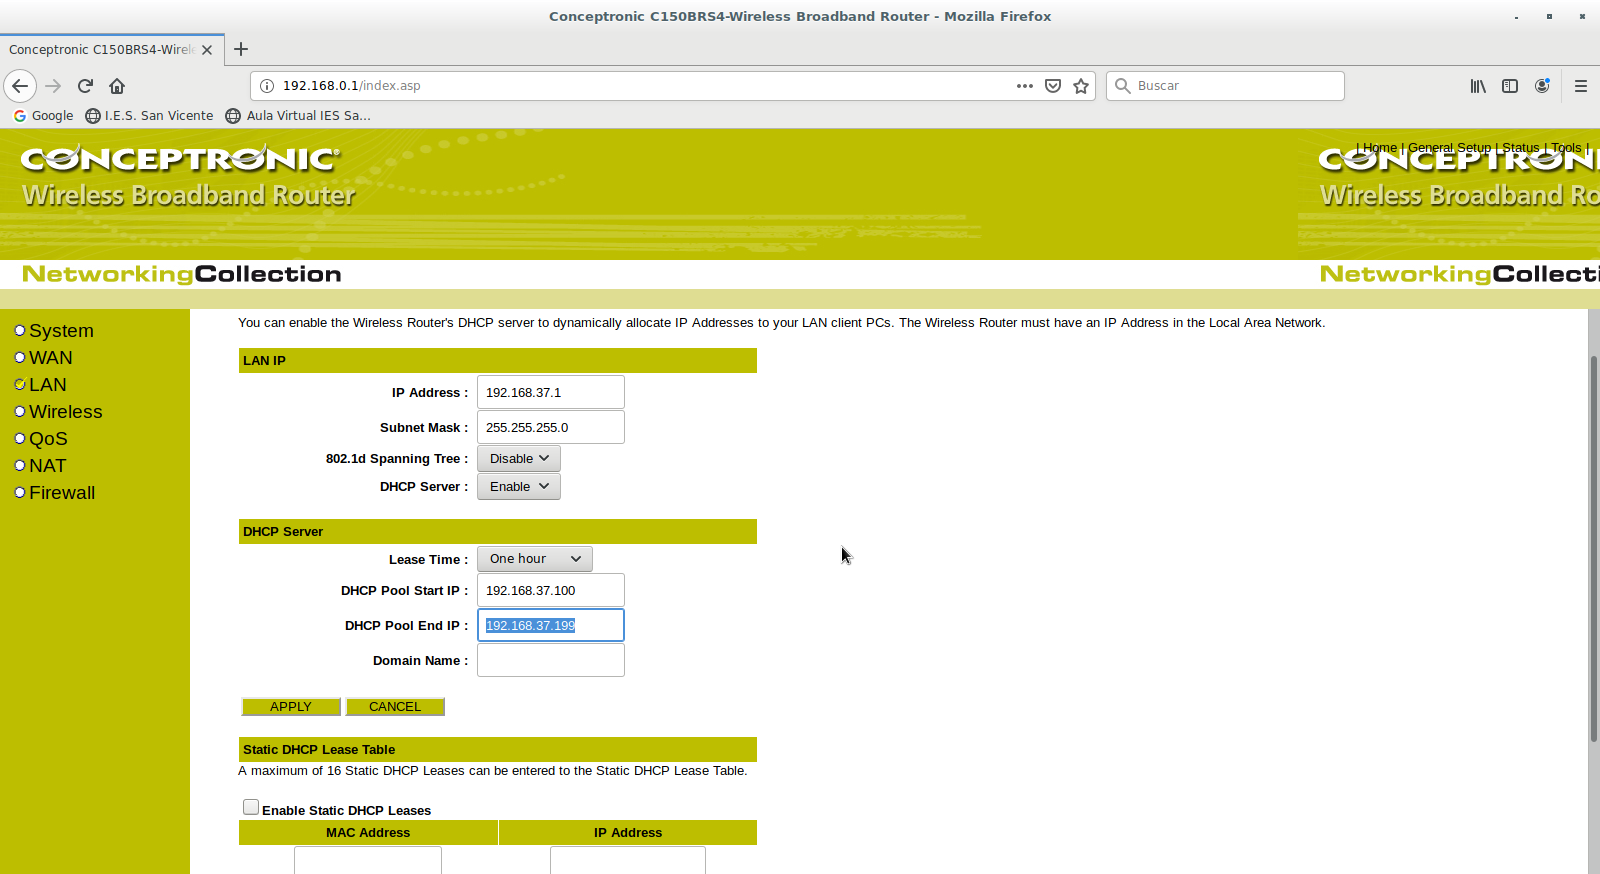 Conceptronic C150BRS4-Wireless Broadband Router - Mozilla Firefox
Conceptronic C150BRS4-Wirel
192.168.0.1/index.asp
Buscar
Google
I.E.S. San Vicente
Aula Virtual IES Sa...
CONCEPTRONIC
Wireless Broadband Router
| Home | General Setup | Status | Tools |
CONCEPTRONI
Wireless Broadband Ro
NetworkingCollection
NetworkingCollecti
System
WAN
LAN
Wireless
QoS
NAT
Firewall
You can enable the Wireless Router's DHCP server to dynamically allocate IP Addresses to your LAN client PCs. The Wireless Router must have an IP Address in the Local Area Network.
LAN IP
IP Address : 192.168.37.1
Subnet Mask : 255.255.255.0
802.1d Spanning Tree : Disable
DHCP Server : Enable
DHCP Server
Lease Time : One hour
DHCP Pool Start IP : 192.168.37.100
DHCP Pool End IP : 192.168.37.199
Domain Name :
APPLY CANCEL
Static DHCP Lease Table
A maximum of 16 Static DHCP Leases can be entered to the Static DHCP Lease Table.
Enable Static DHCP Leases
MAC Address IP Address